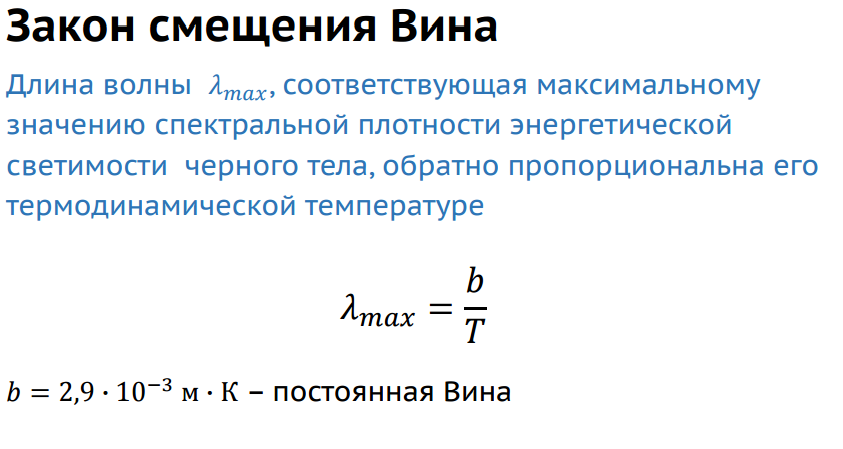 Закон смещения Вина
Длина волны λmax, соответствующая максимальному
значению спектральной плотности энергетической
светимости черного тела, обратно пропорциональна его
термодинамической температуре
λmax = b/T
b = 2,9 · 10⁻³ м · К – постоянная Вина